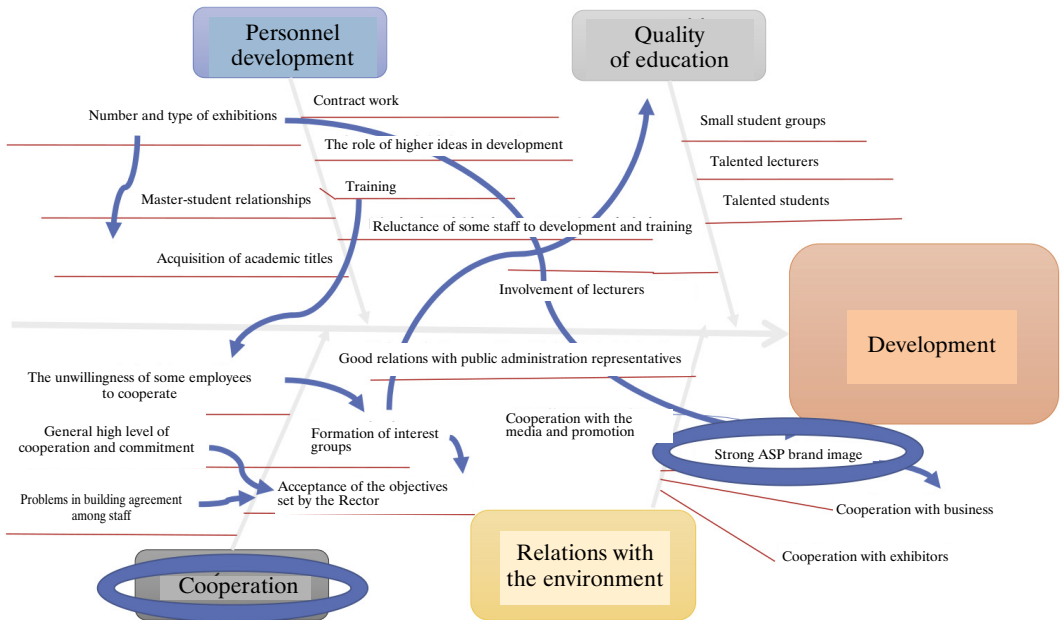 Personnel
development
Quality
of education
Contract work
Number and type of exhibitions
Small student groups
The role of higher ideas in development
Talented lecturers
Training
Master-student relationships
Talented students
Reluctance of some staff to development and training
Acquisition of academic titles
Involvement of lecturers
Development
Good relations with public administration representatives
The unwillingness of some employees
to cooperate
Cooperation with the
media and promotion
General high level of
cooperation and commitment
Formation of interest
groups
Strong ASP brand image
Acceptance of the objectives
set by the Rector
Problems in building agreement
among staff
Cooperation with business
Cooperation with exhibitors
Relations with
the environment
Cooperation